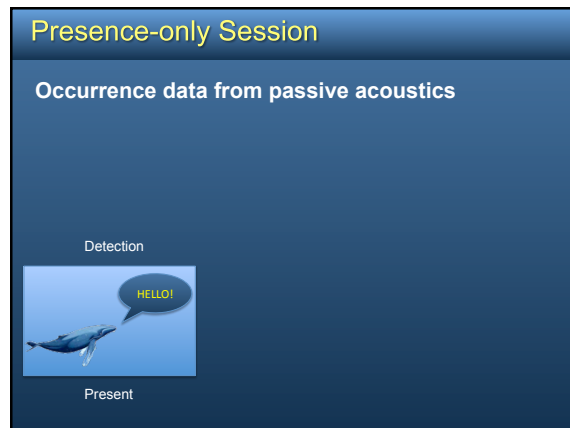 Presence-only Session
Occurrence data from passive acoustics
Detection
HELLO!
Present